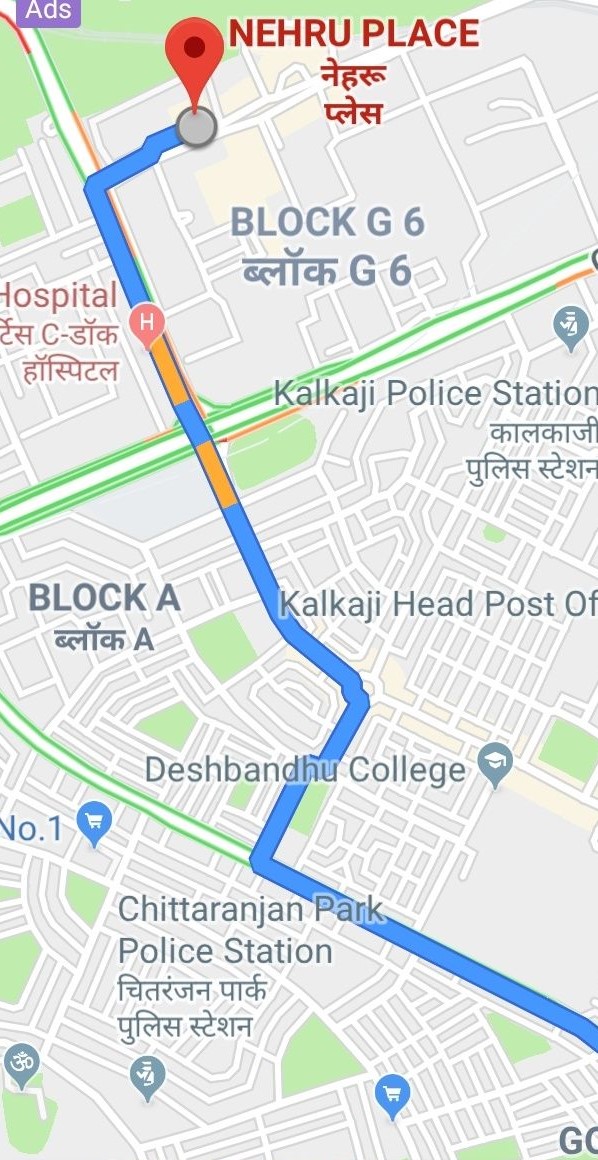 Ads
NEHRU PLACE
नेहरू
प्लेस
BLOCK G 6
ब्लॉक G 6
Hospital
र्टिस C-डॉक
हॉस्पिटल
H
Kalkaji Police Station
कालकाजी
पुलिस स्टेशन
BLOCK A
ब्लॉक A
Kalkaji Head Post Of
Deshbandhu College
No.1
Chittaranjan Park
Police Station
चितरंजन पार्क
पुलिस स्टेशन
ॐ
GO